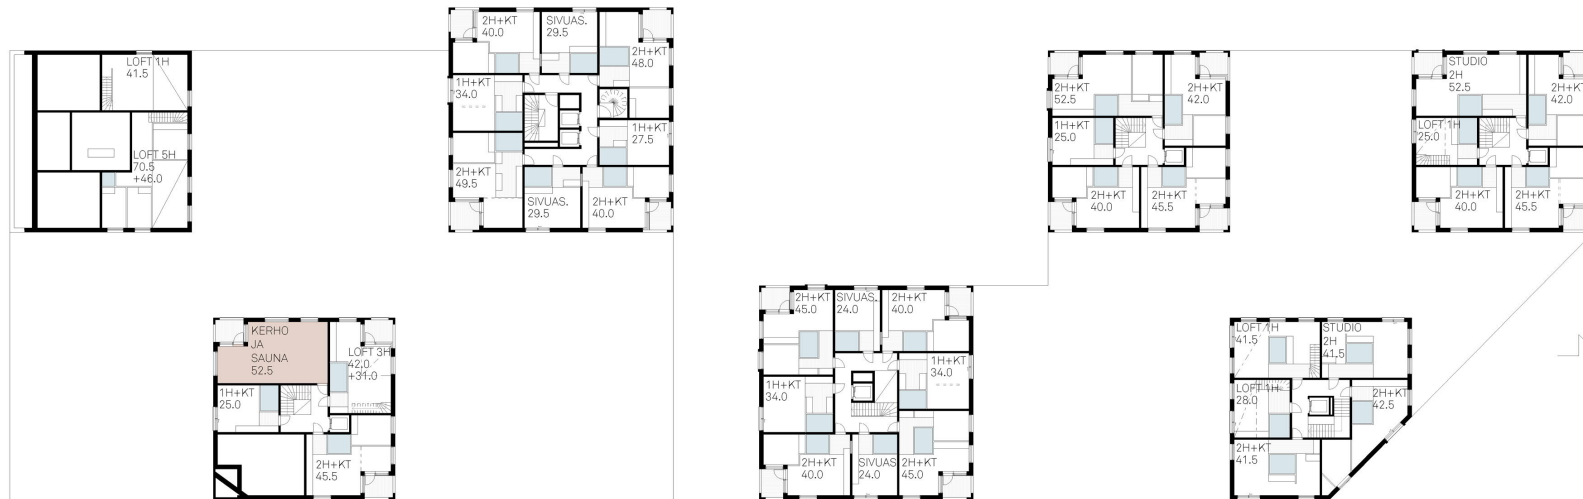 LOFT 1H
41.5
LOFT 5H
70.5
+46.0
2H+KT
40.0
SIVUAS.
29.5
2H+KT
48.0
1H+KT
34.0
1H+KT
27.5
2H+KT
49.5
SIVUAS.
29.5
2H+KT
40.0
2H+KT
52.5
2H+KT
42.0
1H+KT
25.0
2H+KT
40.0
2H+KT
45.5
STUDIO
2H
52.5
2H+KT
42.0
LOFT 1H
25.0
2H+KT
40.0
2H+KT
45.5
KERHO
JA
SAUNA
52.5
LOFT 3H
42.0
+31.0
1H+KT
25.0
2H+KT
45.5
2H+KT
45.0
SIVUAS.
24.0
2H+KT
40.0
1H+KT
34.0
1H+KT
34.0
2H+KT
40.0
SIVUAS
24.0
2H+KT
45.0
LOFT 1H
41.5
STUDIO
2H
41.5
LOFT 1H
28.0
2H+KT
42.5
2H+KT
41.5